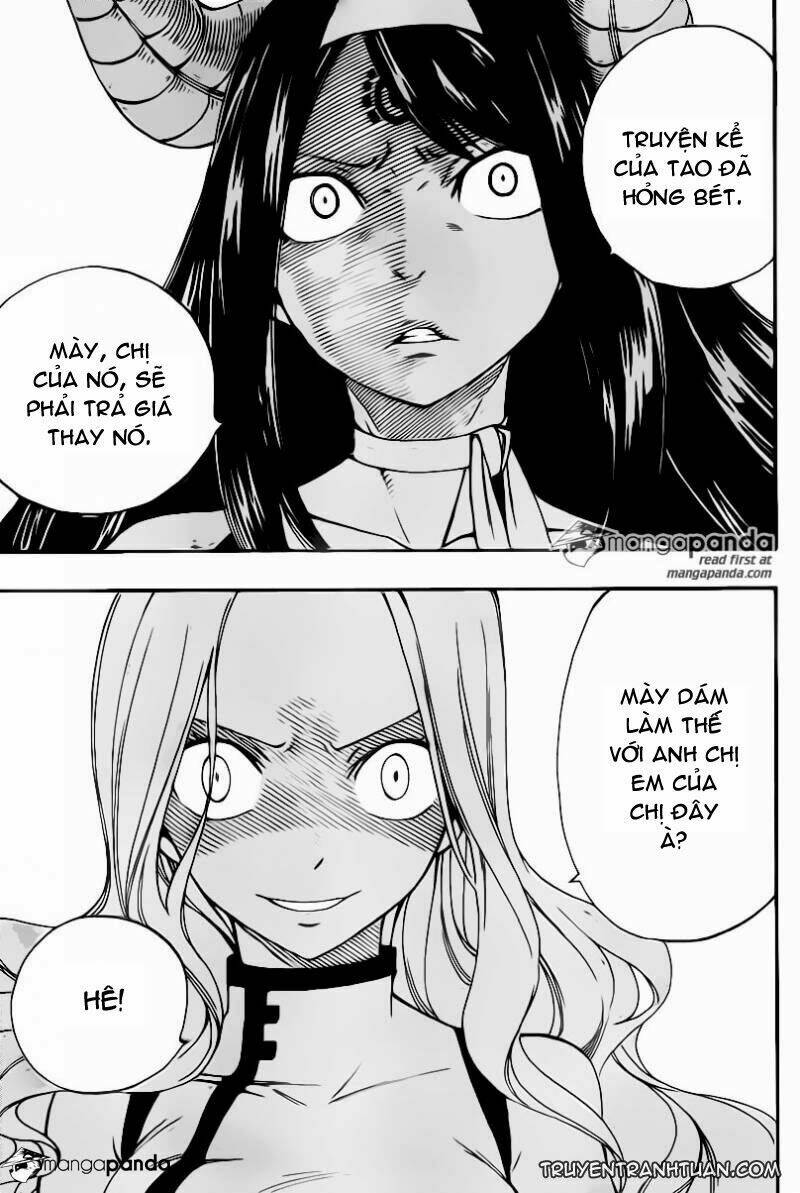 TRUYỆN KỂ
CỦA TAO ĐÃ
HỎNG BÉT.
MÀY, CHỊ
CỦA NÓ, SẼ
PHẢI TRẢ GIÁ
THAY NÓ.
mangapanda
read first at
mangapanda.com
MÀY DÁM
LÀM THẾ
VỚI ANH CHỊ
EM CỦA
CHỊ ĐÂY
À?
HÊ!
mangapanda
TRUYENTRANHTUAN.COM